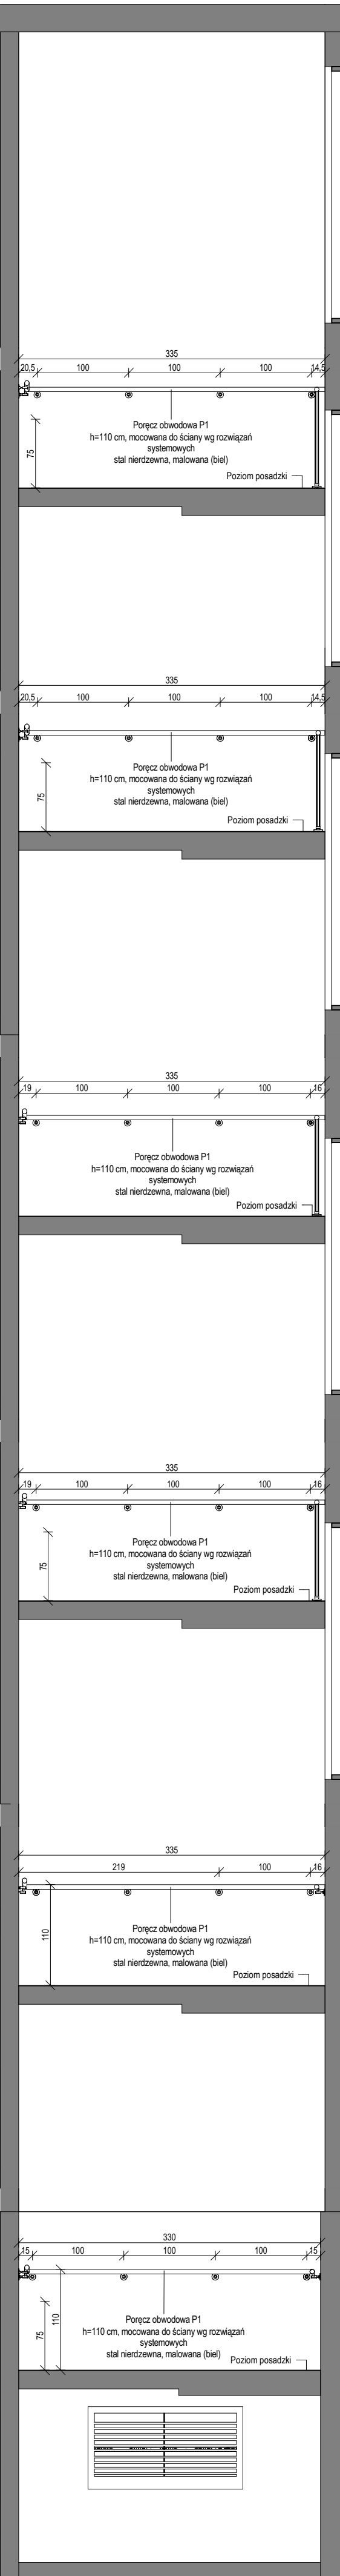 335
20,5 100 100 100 14,5
Poręcz obwodowa P1
h=110 cm, mocowana do ściany wg rozwiązań
systemowych
stal nierdzewna, malowana (biel)
75
Poziom posadzki
335
20,5 100 100 100 14,5
Poręcz obwodowa P1
h=110 cm, mocowana do ściany wg rozwiązań
systemowych
stal nierdzewna, malowana (biel)
75
Poziom posadzki
335
19 100 100 100 16
Poręcz obwodowa P1
h=110 cm, mocowana do ściany wg rozwiązań
systemowych
stal nierdzewna, malowana (biel)
Poziom posadzki
335
19 100 100 100 16
Poręcz obwodowa P1
h=110 cm, mocowana do ściany wg rozwiązań
systemowych
stal nierdzewna, malowana (biel)
75
Poziom posadzki
335
219 100 16
Poręcz obwodowa P1
h=110 cm, mocowana do ściany wg rozwiązań
systemowych
stal nierdzewna, malowana (biel)
110
Poziom posadzki
330
15 100 100 100 15
Poręcz obwodowa P1
h=110 cm, mocowana do ściany wg rozwiązań
systemowych
stal nierdzewna, malowana (biel)
75 110
Poziom posadzki